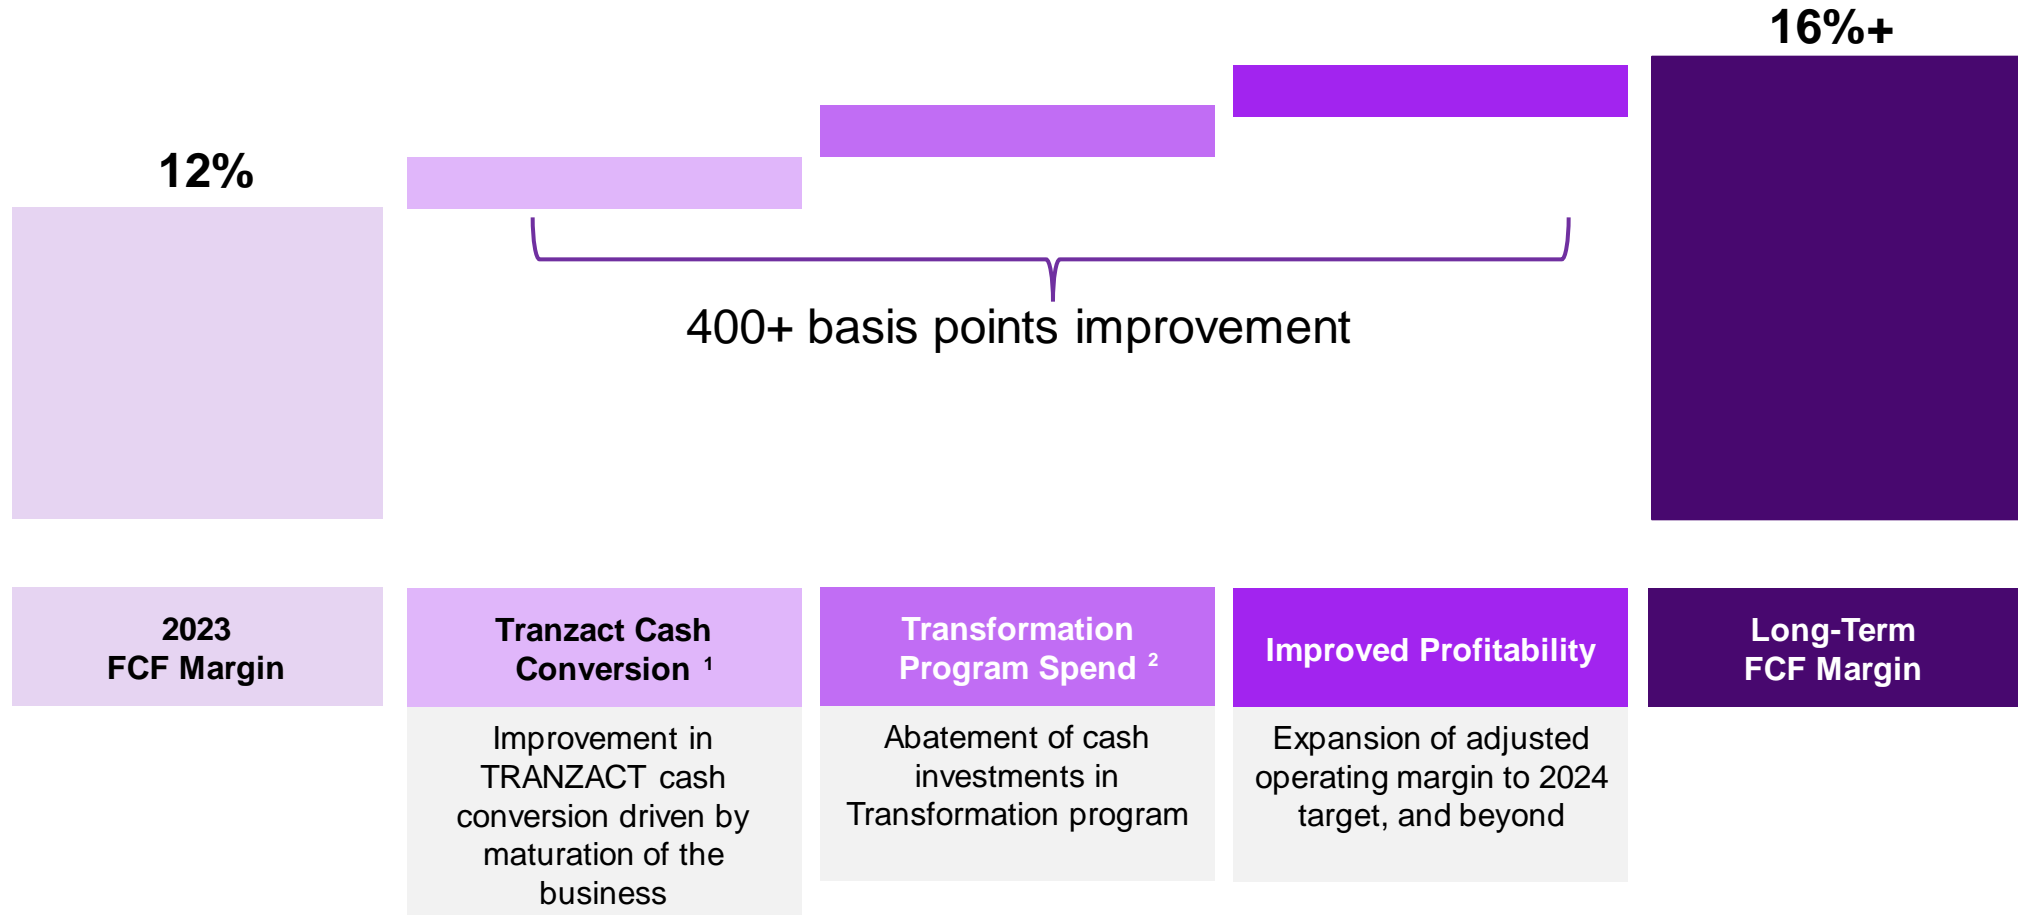 16%+
12%
400+ basis points improvement
2023
FCF Margin
Tranzact Cash
Conversion 1
Transformation
Program Spend 2
Improved Profitability
Long-Term
FCF Margin
Improvement in
TRANZACT cash
conversion driven by
maturation of the
business
Abatement of cash
investments in
Transformation program
Expansion of adjusted
operating margin to 2024
target, and beyond